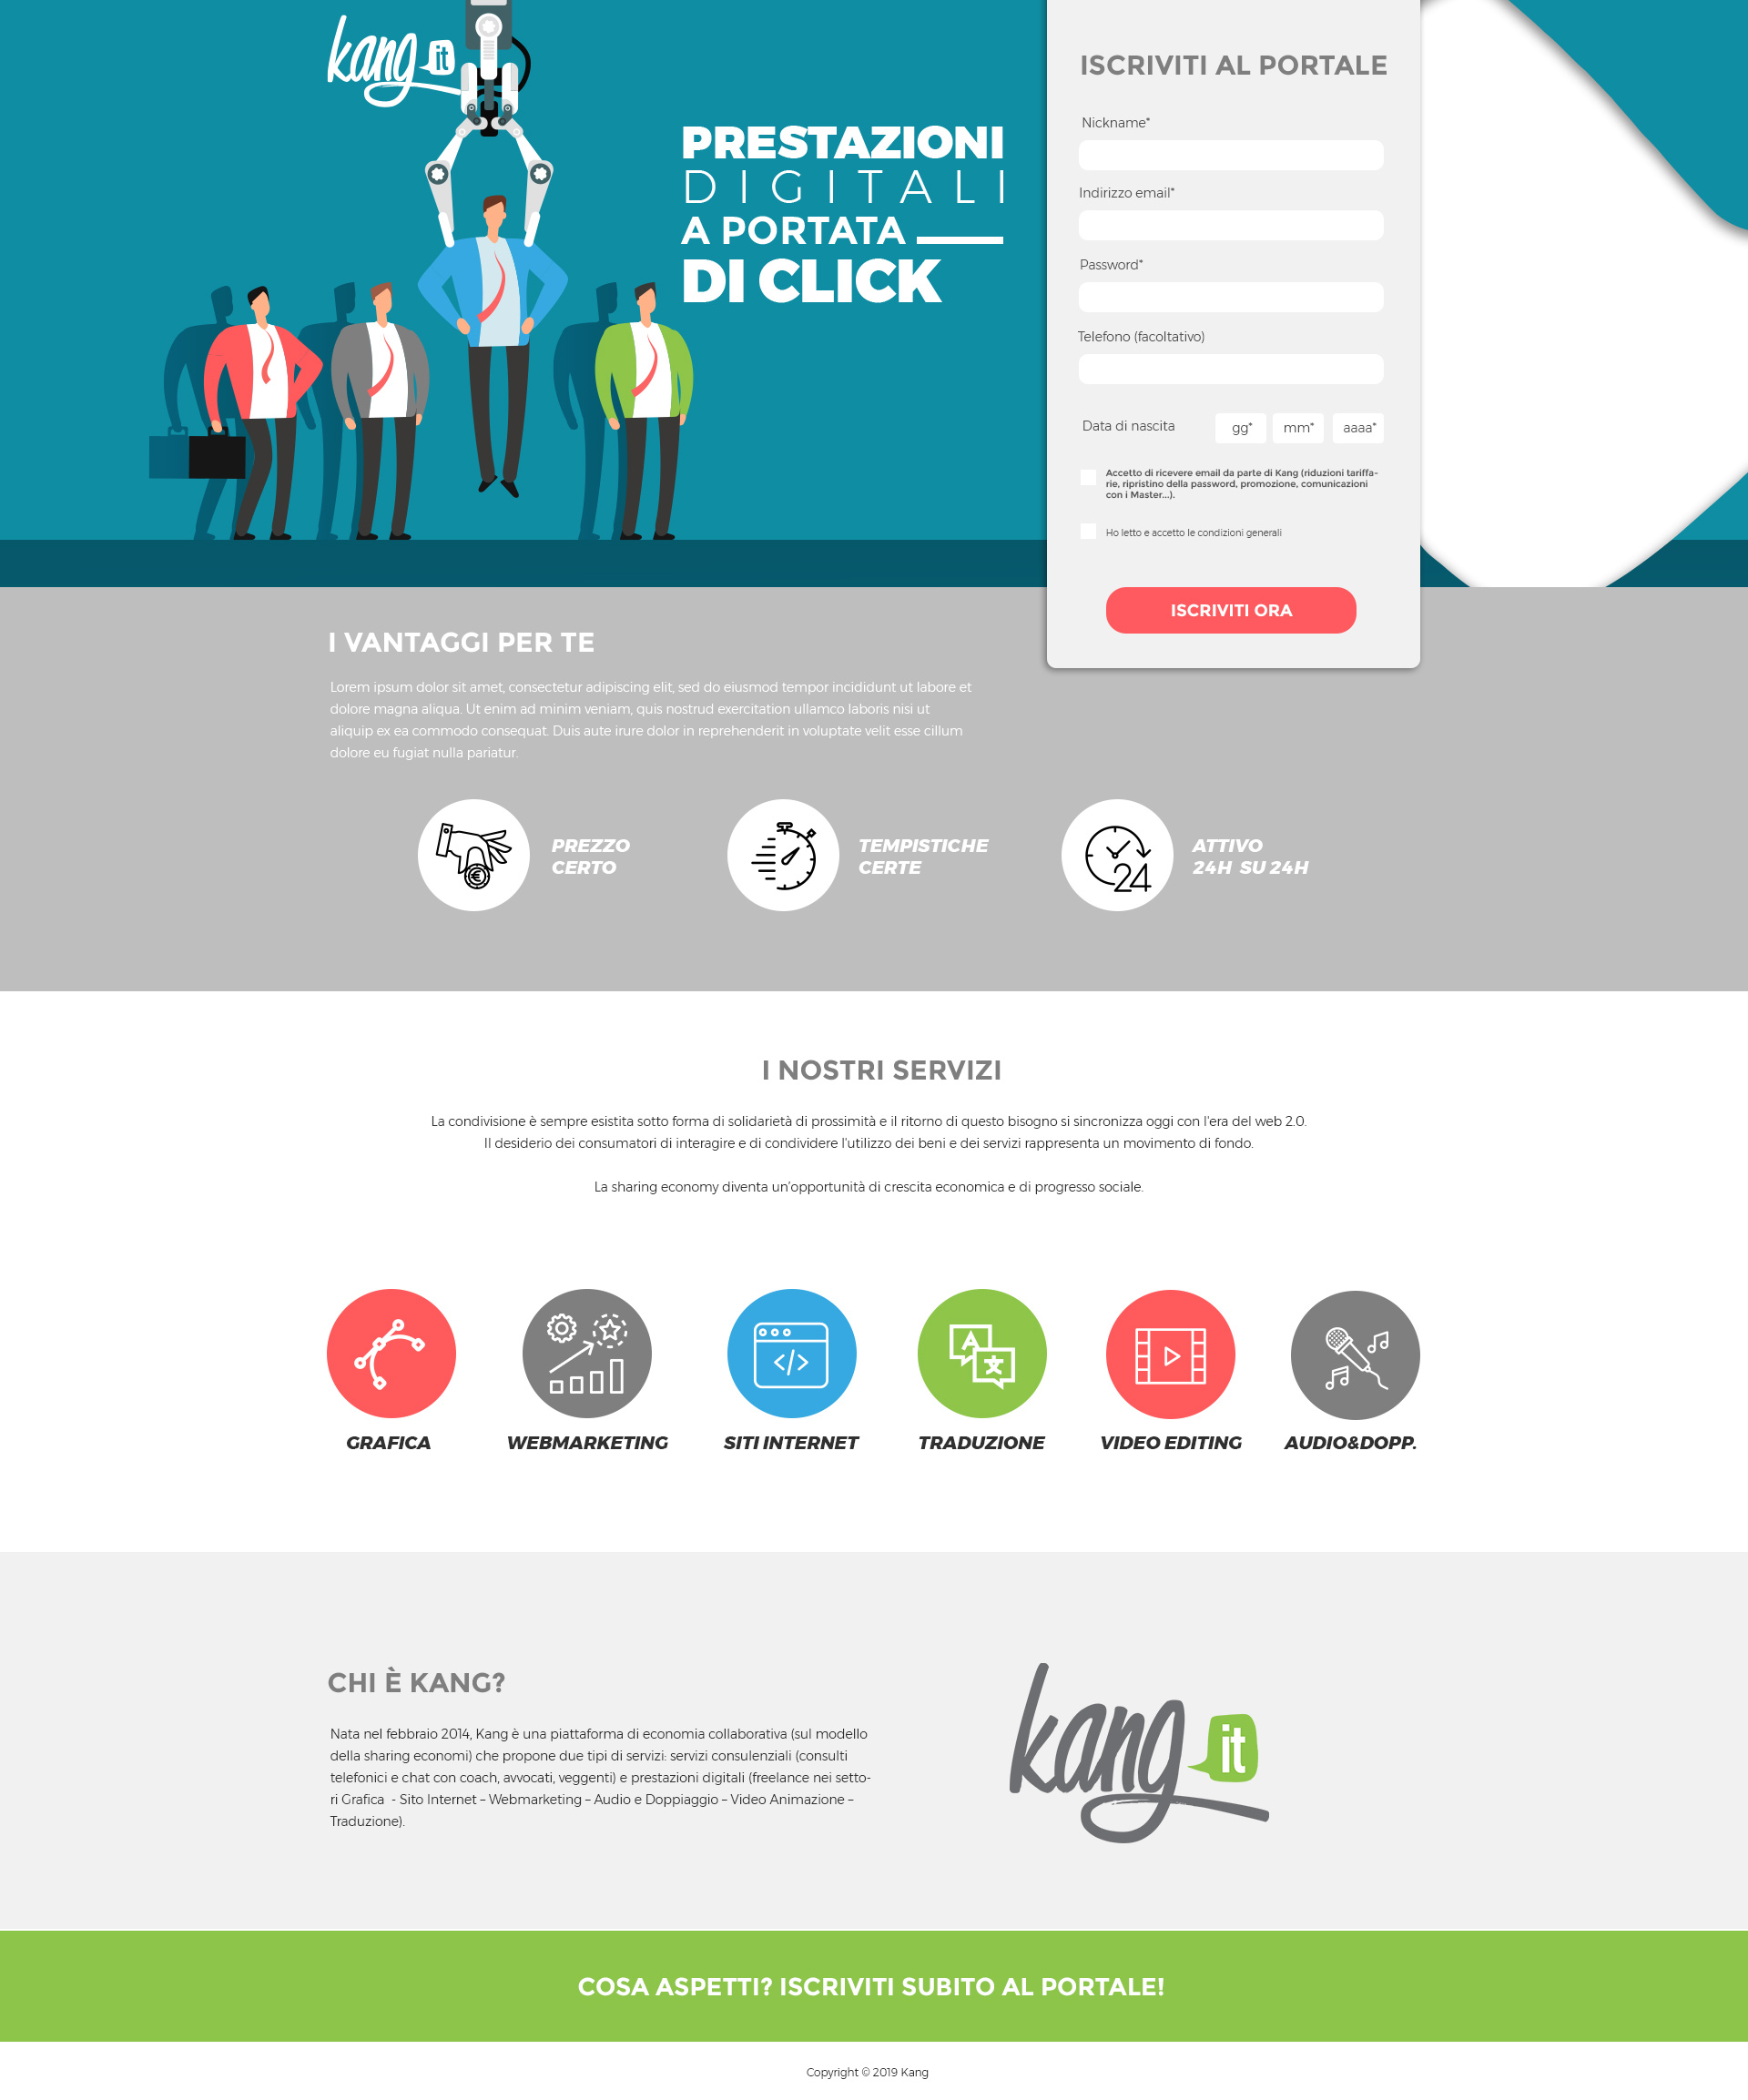 kang it
PRESTAZIONI
DIGITALI
A PORTATA
DI CLICK
ISCRIVITI AL PORTALE
Nickname*
Indirizzo email*
Password*
Telefono (facoltativo)
Data di nascita gg* mm* aaaa*
Accetto di ricevere email da parte di Kang (riduzioni tariffa-
rie, ripristino della password, promozione, comunicazioni
con i Master...).
Ho letto e accetto le condizioni generali
ISCRIVITI ORA
I VANTAGGI PER TE
Lorem ipsum dolor sit amet, consectetur adipiscing elit, sed do eiusmod tempor incididunt ut labore et
dolore magna aliqua. Ut enim ad minim veniam, quis nostrud exercitation ullamco laboris nisi ut
aliquip ex ea commodo consequat. Duis aute irure dolor in reprehenderit in voluptate velit esse cillum
dolore eu fugiat nulla pariatur.
€
PREZZO
CERTO
TEMPISTICHE
CERTE
24
ATTIVO
24H SU 24H
I NOSTRI SERVIZI
La condivisione è sempre esistita sotto forma di solidarietà di prossimità e il ritorno di questo bisogno si sincronizza oggi con l'era del web 2.0.
Il desiderio dei consumatori di interagire e di condividere l'utilizzo dei beni e dei servizi rappresenta un movimento di fondo.
La sharing economy diventa un'opportunità di crescita economica e di progresso sociale.
</>
A
文
GRAFICA
WEBMARKETING
SITI INTERNET
TRADUZIONE
VIDEO EDITING
AUDIO&DOPP.
CHI È KANG?
Nata nel febbraio 2014, Kang è una piattaforma di economia collaborativa (sul modello
della sharing economi) che propone due tipi di servizi: servizi consulenziali (consulti
telefonici e chat con coach, avvocati, veggenti) e prestazioni digitali (freelance nei setto-
ri Grafica - Sito Internet – Webmarketing – Audio e Doppiaggio – Video Animazione –
Traduzione).
kang it
COSA ASPETTI? ISCRIVITI SUBITO AL PORTALE!
Copyright © 2019 Kang